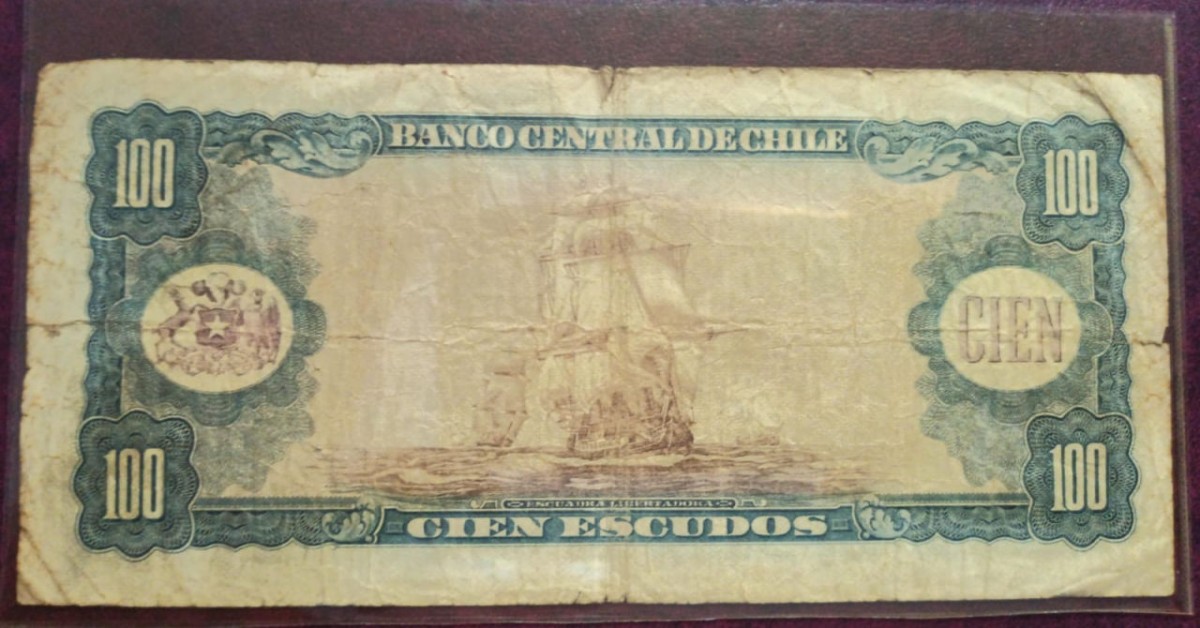 BANCO CENTRAL DE CHILE
100
100
CIEN
100
100
ESCUADRA LIBERTADORA
CIEN ESCUDOS